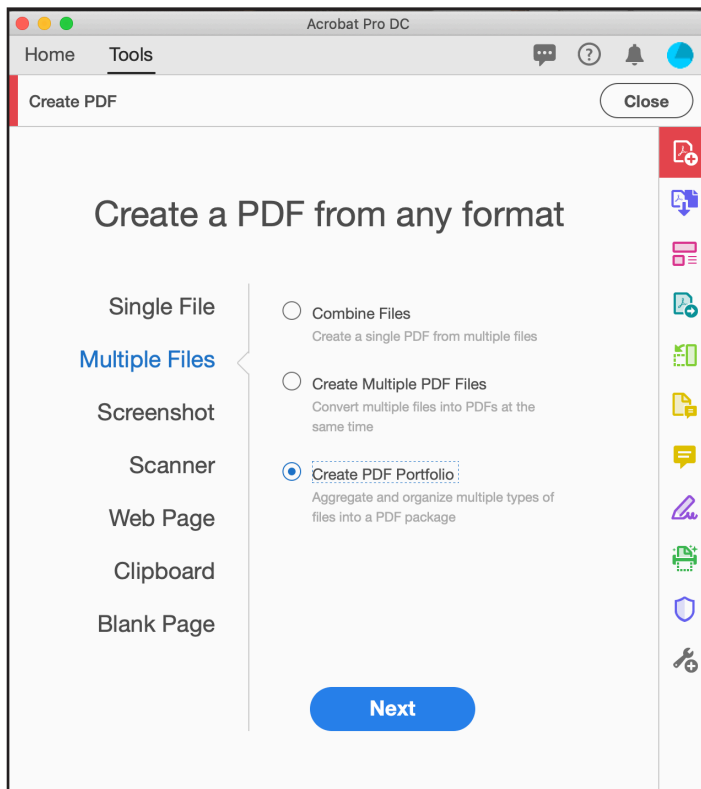 Acrobat Pro DC
Home
Tools
Create PDF
Close
Create a PDF from any format
Single File
Multiple Files
Screenshot
Scanner
Web Page
Clipboard
Blank Page
Combine Files
Create a single PDF from multiple files
Create Multiple PDF Files
Convert multiple files into PDFs at the
same time
Create PDF Portfolio
Aggregate and organize multiple types of
files into a PDF package
Next